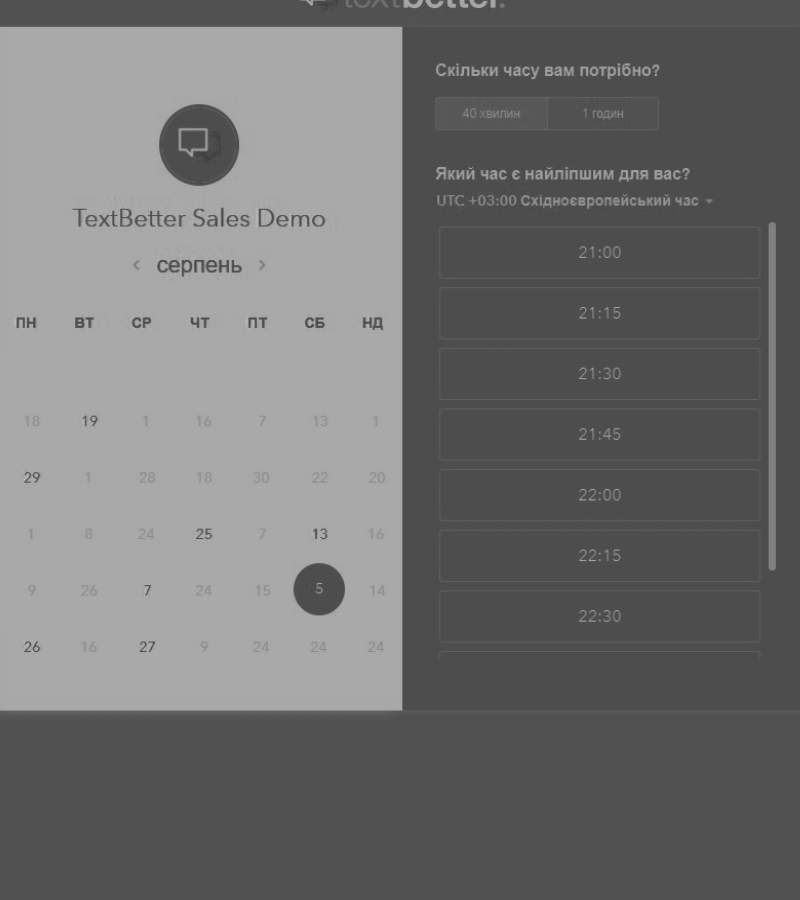 textbetter.
TextBetter Sales Demo
‹ серпень ›
ПН ВТ СР ЧТ ПТ СБ НД
18 19 1 16 7 13 1
29 1 28 18 30 22 20
1 8 24 25 7 13 16
9 26 7 24 15 5 14
26 16 27 9 24 24 24
Скільки часу вам потрібно?
40 хвилин 1 годин
Який час є найліпшим для вас?
UTC +03:00 Східноєвропейський час
21:00
21:15
21:30
21:45
22:00
22:15
22:30